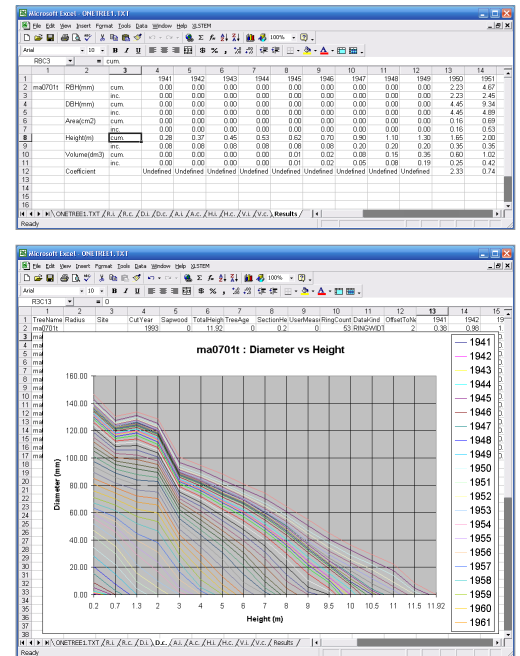 Microsoft Excel - ONETREE1.TXT
File Edit View Insert Format Tools Data Window Help XLSTEM
100%
Arial 10 B I U $ % ,
R8C3 = cum.
1 2 3 4 5 6 7 8 9 10 11 12 13 14
1 1941 1942 1943 1944 1945 1946 1947 1948 1949 1950 1951
2 ma0701t RBH(mm) cum. 0.00 0.00 0.00 0.00 0.00 0.00 0.00 0.00 0.00 2.23 4.67
3 inc. 0.00 0.00 0.00 0.00 0.00 0.00 0.00 0.00 0.00 2.23 2.45
4 DBH(mm) cum. 0.00 0.00 0.00 0.00 0.00 0.00 0.00 0.00 0.00 4.45 9.34
5 inc. 0.00 0.00 0.00 0.00 0.00 0.00 0.00 0.00 0.00 4.45 4.89
6 Area(cm2) cum. 0.00 0.00 0.00 0.00 0.00 0.00 0.00 0.00 0.00 0.16 0.69
7 inc. 0.00 0.00 0.00 0.00 0.00 0.00 0.00 0.00 0.00 0.16 0.53
8 Height(m) cum. 0.28 0.37 0.45 0.53 0.62 0.70 0.90 1.10 1.30 1.65 2.00
9 inc. 0.08 0.08 0.08 0.08 0.08 0.08 0.20 0.20 0.20 0.35 0.35
10 Volume(dm3) cum. 0.00 0.00 0.00 0.00 0.01 0.02 0.08 0.15 0.35 0.60 1.02
11 inc. 0.00 0.00 0.00 0.00 0.01 0.02 0.05 0.08 0.19 0.25 0.42
12 Coefficient Undefined Undefined Undefined Undefined Undefined Undefined Undefined Undefined Undefined 2.33 0.74
13
14
15
16
ONETREE1.TXT / R.i. / R.c. / D.i. / D.c. / A.i. / A.c. / H.i. / H.c. / V.i. / V.c. / Results /
Ready
Microsoft Excel - ONETREE1.TXT
File Edit View Insert Format Tools Data Window Help XLSTEM
100%
Arial 10 B I U $ % ,
R3C13 = 0
1 2 3 4 5 6 7 8 9 10 11 12 13 14 15
1 TreeName Radius Site CutYear Sapwood TotalHeigh TreeAge SectionHe UserMeasr RingCount DataKind OffsetToNe 1941 1942 19
2 ma0701t 1993 0 11.92 0 0.2 0 53 RINGWIDT 2 0.38 0.98
ma0701t : Diameter vs Height
160.00
140.00
120.00
100.00
80.00
60.00
40.00
20.00
0.00
Diameter (mm)
0.2 0.7 1.3 2 3 4 5 6 7 8 9 9.5 10 10.5 11 11.5 11.92
Height (m)
1941
1942
1943
1944
1945
1946
1947
1948
1949
1950
1951
1952
1953
1954
1955
1956
1957
1958
1959
1960
1961
ONETREE1.TXT / R.i. / R.c. / D.i. / D.c. / A.i. / A.c. / H.i. / H.c. / V.i. / V.c. / Results /
Ready